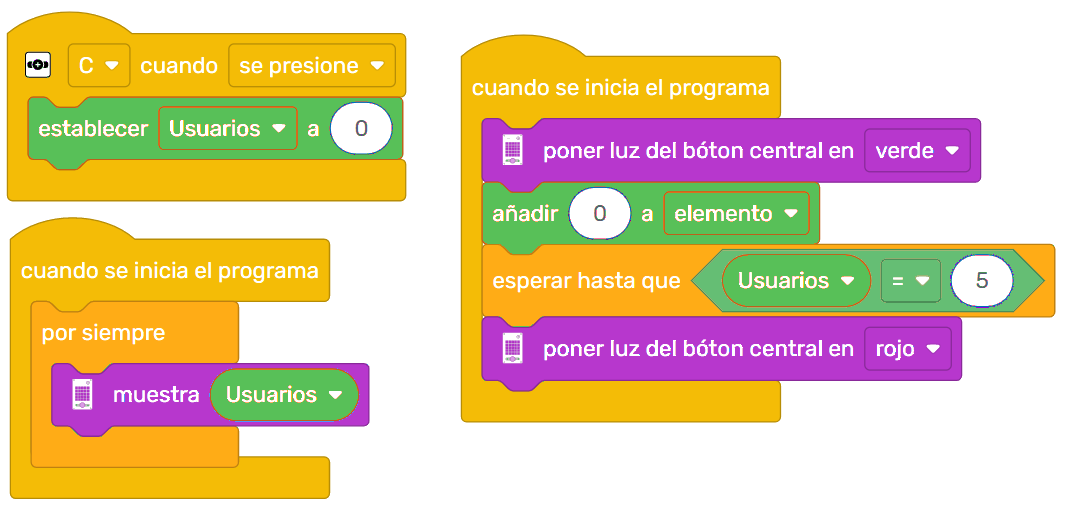 C cuando se presione
establecer Usuarios a 0
cuando se inicia el programa
por siempre
muestra Usuarios
cuando se inicia el programa
poner luz del bóton central en verde
añadir 0 a elemento
esperar hasta que Usuarios = 5
poner luz del bóton central en rojo